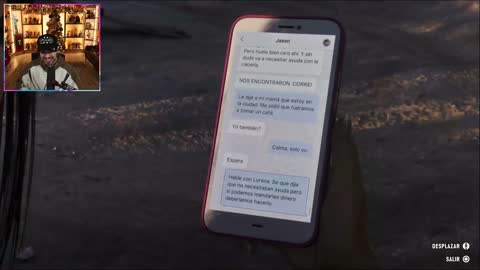 Jason
Pero huele bien raro ahí. Y sin
duda va a necesitar ayuda con la
cacería.
NOS ENCONTRARON. CORRE!
Le dije a mi mamá que estoy en
la ciudad. Me pidió que fuéramos
a tomar un café.
Yo también?
Calma, solo yo.
Espera
Hablé con Lorena. Se que dije
que no necesitaban ayuda pero
si podemos mandarles dinero
deberíamos hacerlo.
DESPLAZAR
SALIR